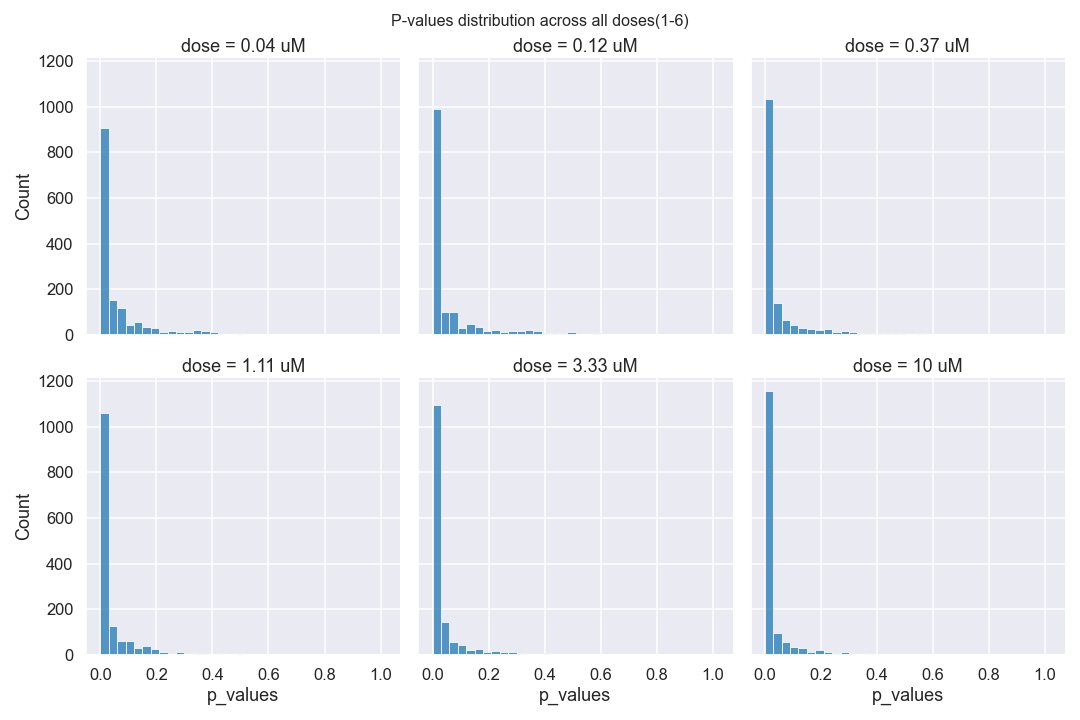 P-values distribution across all doses(1-6)
dose = 0.04 uM
dose = 0.12 uM
dose = 0.37 uM
1200
1000
800
600
400
200
0
Count
dose = 1.11 uM
dose = 3.33 uM
dose = 10 uM
1200
1000
800
600
400
200
0
Count
0.0 0.2 0.4 0.6 0.8 1.0
0.0 0.2 0.4 0.6 0.8 1.0
0.0 0.2 0.4 0.6 0.8 1.0
p_values
p_values
p_values